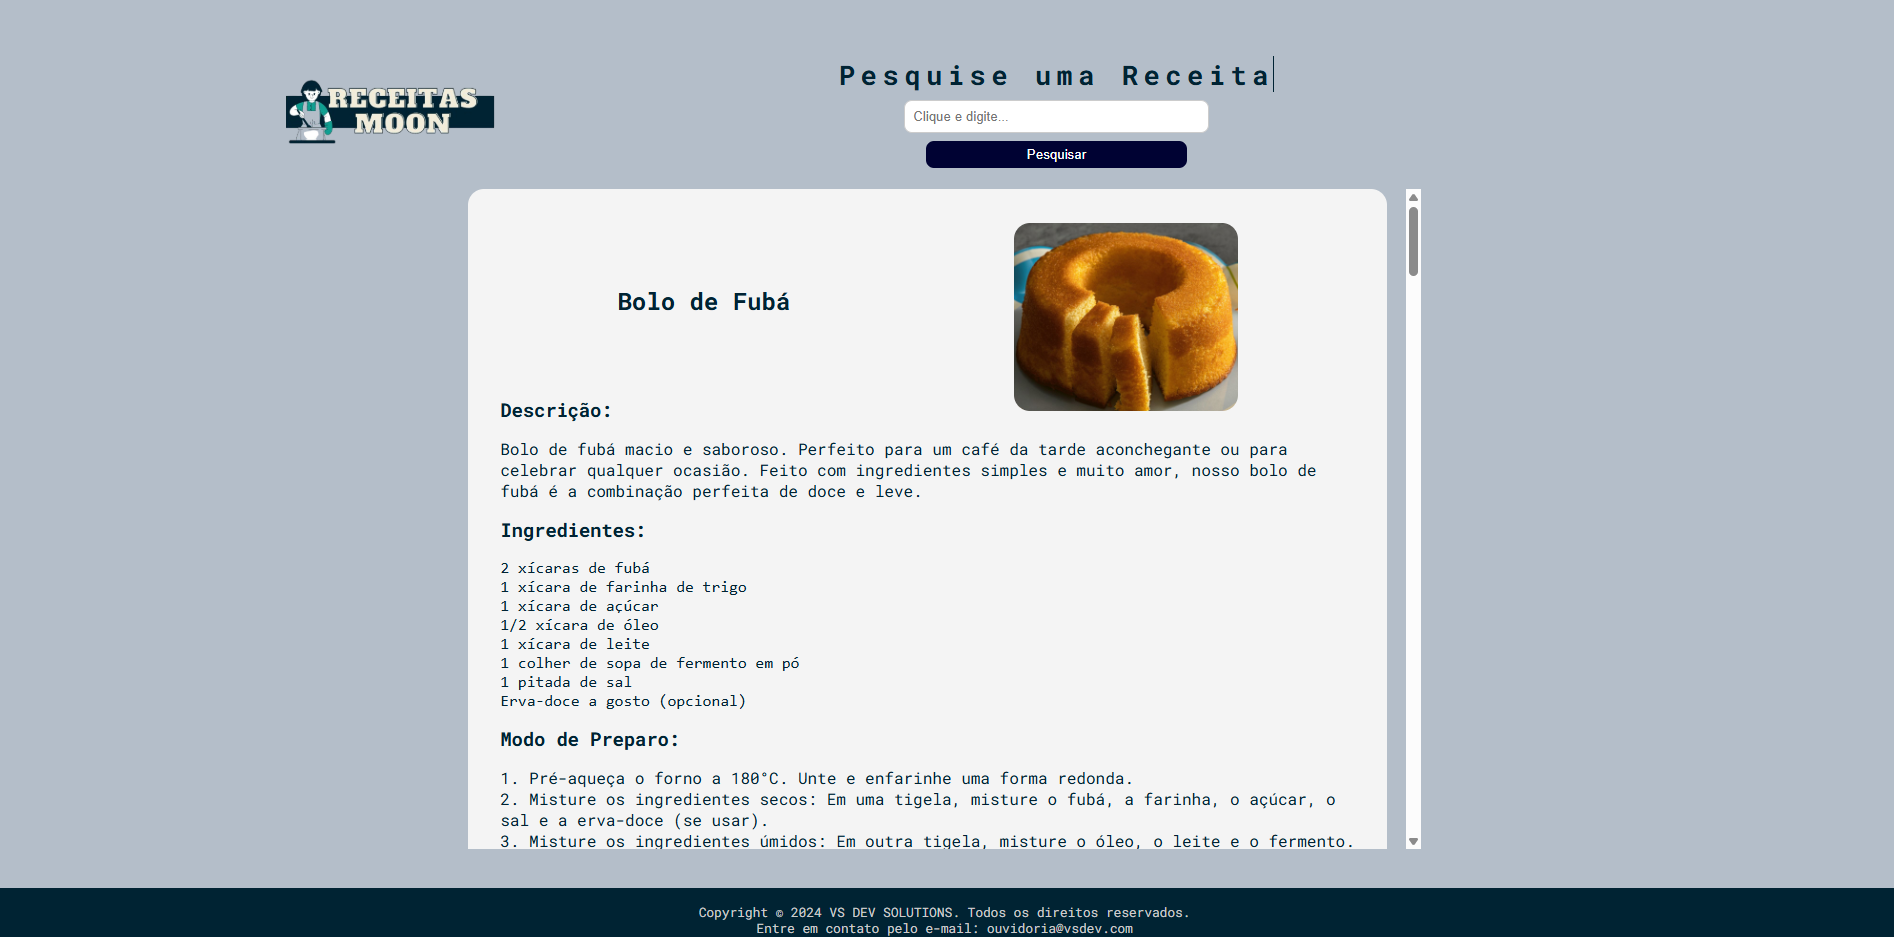 RECEITAS
MOON
Pesquise uma Receita
Clique e digite...
Pesquisar
Bolo de Fubá
Descrição:
Bolo de fubá macio e saboroso. Perfeito para um café da tarde aconchegante ou para
celebrar qualquer ocasião. Feito com ingredientes simples e muito amor, nosso bolo de
fubá é a combinação perfeita de doce e leve.
Ingredientes:
2 xícaras de fubá
1 xícara de farinha de trigo
1 xícara de açúcar
1/2 xícara de óleo
1 xícara de leite
1 colher de sopa de fermento em pó
1 pitada de sal
Erva-doce a gosto (opcional)
Modo de Preparo:
1. Pré-aqueça o forno a 180°C. Unte e enfarinhe uma forma redonda.
2. Misture os ingredientes secos: Em uma tigela, misture o fubá, a farinha, o açúcar, o
sal e a erva-doce (se usar).
3. Misture os ingredientes úmidos: Em outra tigela, misture o óleo, o leite e o fermento.
Copyright © 2024 VS DEV SOLUTIONS. Todos os direitos reservados.
Entre em contato pelo e-mail: ouvidoria@vsdev.com